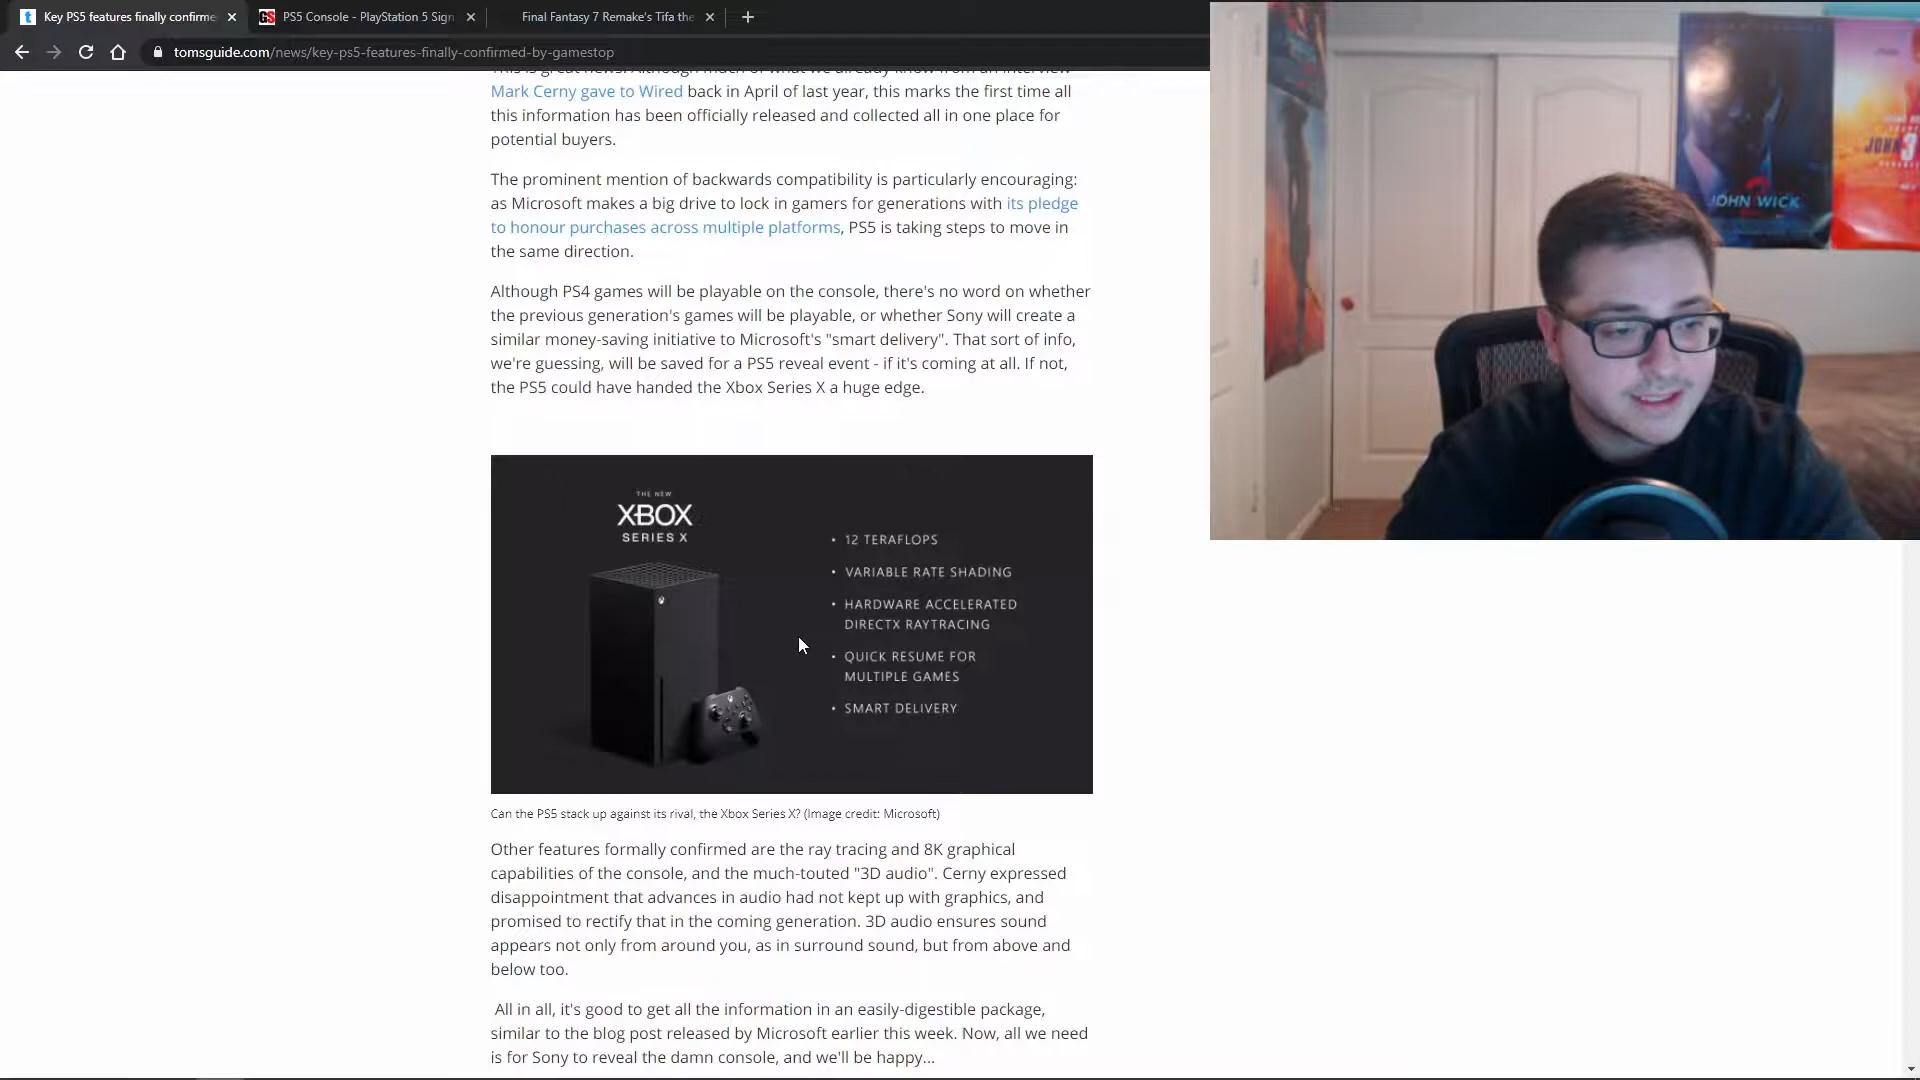 Key PS5 features finally confirme
PS5 Console - PlayStation 5 Sign
Final Fantasy 7 Remake's Tifa the
tomsguide.com/news/key-ps5-features-finally-confirmed-by-gamestop
This is great news. Although much of what we already know from an interview
Mark Cerny gave to Wired back in April of last year, this marks the first time all
this information has been officially released and collected all in one place for
potential buyers.
The prominent mention of backwards compatibility is particularly encouraging:
as Microsoft makes a big drive to lock in gamers for generations with its pledge
to honour purchases across multiple platforms, PS5 is taking steps to move in
the same direction.
Although PS4 games will be playable on the console, there's no word on whether
the previous generation's games will be playable, or whether Sony will create a
similar money-saving initiative to Microsoft's "smart delivery". That sort of info,
we're guessing, will be saved for a PS5 reveal event - if it's coming at all. If not,
the PS5 could have handed the Xbox Series X a huge edge.
THE NEW
XBOX
SERIES X
• 12 TERAFLOPS
• VARIABLE RATE SHADING
• HARDWARE ACCELERATED
DIRECTX RAYTRACING
• QUICK RESUME FOR
MULTIPLE GAMES
• SMART DELIVERY
Can the PS5 stack up against its rival, the Xbox Series X? (Image credit: Microsoft)
Other features formally confirmed are the ray tracing and 8K graphical
capabilities of the console, and the much-touted "3D audio". Cerny expressed
disappointment that advances in audio had not kept up with graphics, and
promised to rectify that in the coming generation. 3D audio ensures sound
appears not only from around you, as in surround sound, but from above and
below too.
All in all, it's good to get all the information in an easily-digestible package,
similar to the blog post released by Microsoft earlier this week. Now, all we need
is for Sony to reveal the damn console, and we'll be happy...
JOHN WICK
2
JOHN
3